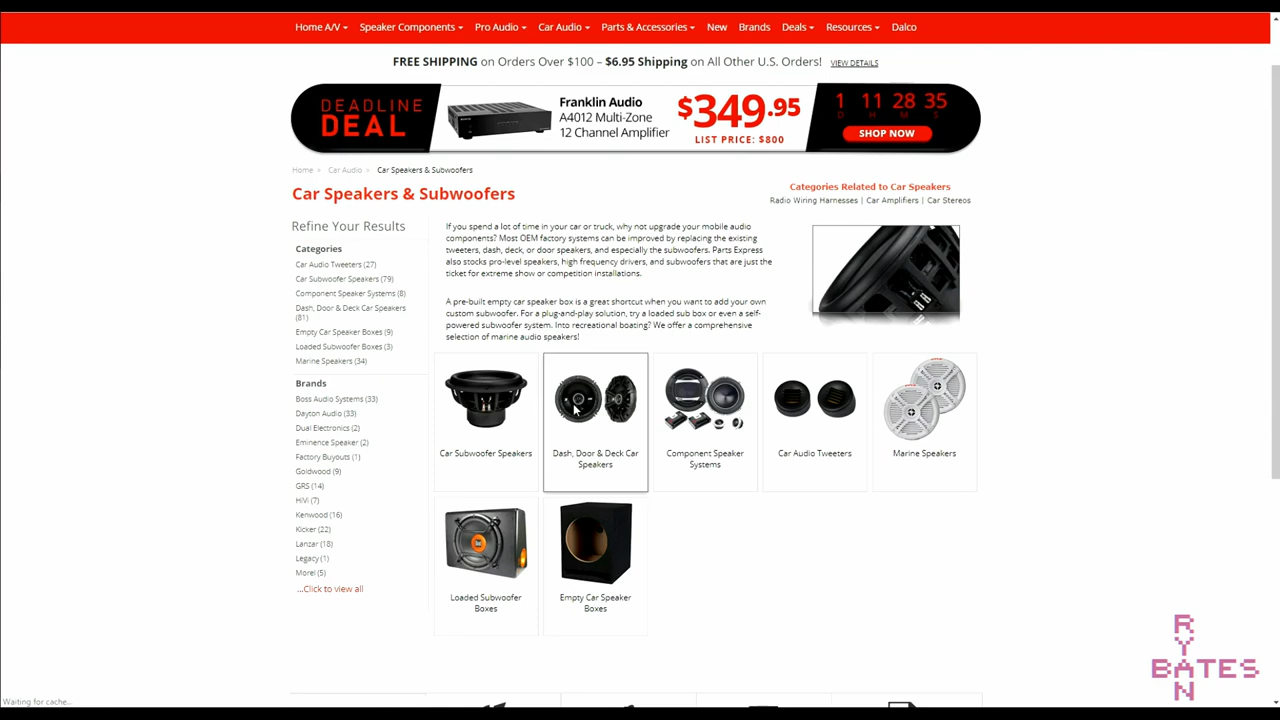 Home A/V Speaker Components Pro Audio Car Audio Parts & Accessories New Brands Deals Resources Dalco
FREE SHIPPING on Orders Over $100 – $6.95 Shipping on All Other U.S. Orders! VIEW DETAILS
DEADLINE
DEAL
Franklin Audio
A4012 Multi-Zone
12 Channel Amplifier
$349.95
LIST PRICE: $800
1 11 28 35
D H M S
SHOP NOW
Home » Car Audio » Car Speakers & Subwoofers
Car Speakers & Subwoofers
Categories Related to Car Speakers
Radio Wiring Harnesses | Car Amplifiers | Car Stereos
Refine Your Results
Categories
Car Audio Tweeters (27)
Car Subwoofer Speakers (79)
Component Speaker Systems (8)
Dash, Door & Deck Car Speakers
(81)
Empty Car Speaker Boxes (9)
Loaded Subwoofer Boxes (3)
Marine Speakers (34)
Brands
Boss Audio Systems (33)
Dayton Audio (33)
Dual Electronics (2)
Eminence Speaker (2)
Factory Buyouts (1)
Goldwood (9)
GRS (14)
HiVi (7)
Kenwood (16)
Kicker (22)
Lanzar (18)
Legacy (1)
Morel (5)
...Click to view all
If you spend a lot of time in your car or truck, why not upgrade your mobile audio
components? Most OEM factory systems can be improved by replacing the existing
tweeters, dash, deck, or door speakers, and especially the subwoofers. Parts Express
also stocks pro-level speakers, high frequency drivers, and subwoofers that are just the
ticket for extreme show or competition installations.
A pre-built empty car speaker box is a great shortcut when you want to add your own
custom subwoofer. For a plug-and-play solution, try a loaded sub box or even a self-
powered subwoofer system. Into recreational boating? We offer a comprehensive
selection of marine audio speakers!
Car Subwoofer Speakers
Dash, Door & Deck Car
Speakers
Component Speaker
Systems
Car Audio Tweeters
Marine Speakers
Loaded Subwoofer
Boxes
Empty Car Speaker
Boxes
Waiting for cache...
RYAN
BATES